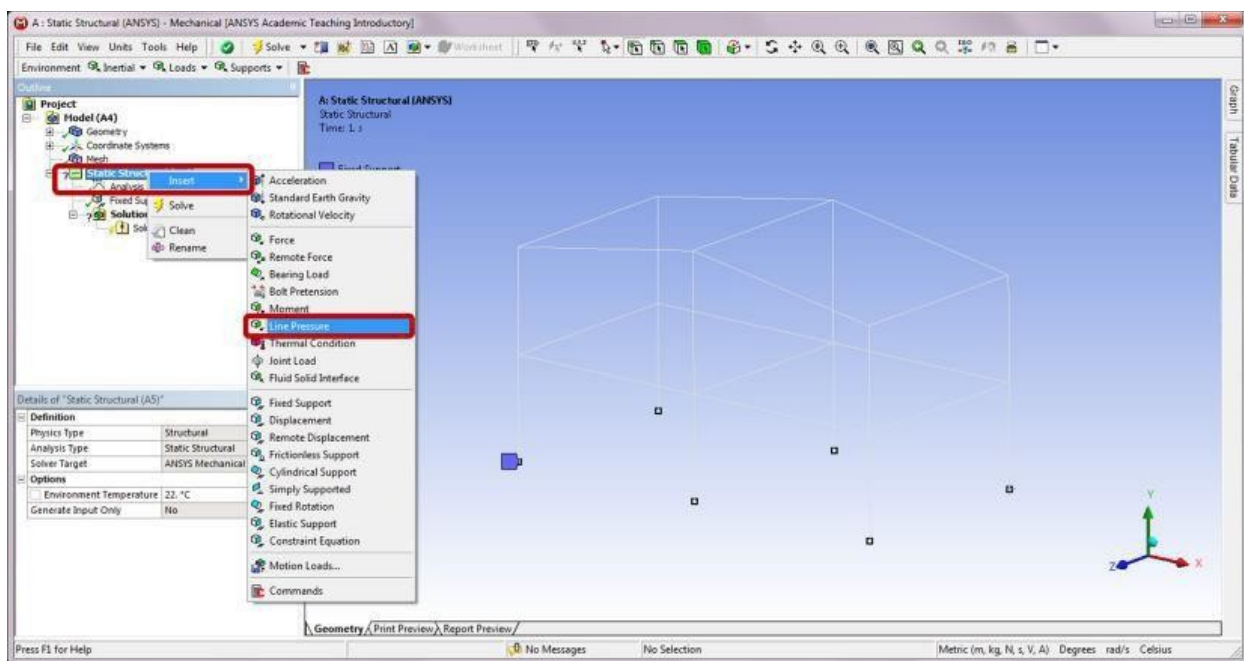 A : Static Structural (ANSYS) - Mechanical [ANSYS Academic Teaching Introductory]
File Edit View Units Tools Help Solve Worksheet
Environment Inertial Loads Supports
Outline
Project
Model (A4)
Geometry
Coordinate Systems
Mesh
Static Struc
Analysis
Fixed Su
Solution
Sol
Insert
Solve
Clean
Rename
Acceleration
Standard Earth Gravity
Rotational Velocity
Force
Remote Force
Bearing Load
Bolt Pretension
Moment
Line Pressure
Thermal Condition
Joint Load
Fluid Solid Interface
Fixed Support
Displacement
Remote Displacement
Frictionless Support
Cylindrical Support
Simply Supported
Fixed Rotation
Elastic Support
Constraint Equation
Motion Loads...
Commands
A: Static Structural (ANSYS)
Static Structural
Time: 1. s
Fixed Support
Graph
Tabular Data
Details of "Static Structural (A5)"
Definition
Physics Type Structural
Analysis Type Static Structural
Solver Target ANSYS Mechanical
Options
Environment Temperature 22. °C
Generate Input Only No
Y
Z
X
Geometry Print Preview Report Preview
Press F1 for Help No Messages No Selection Metric (m, kg, N, s, V, A) Degrees rad/s Celsius